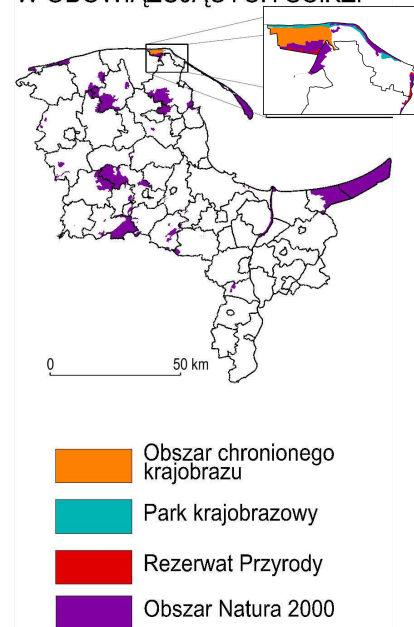 0 50 km
Obszar chronionego
krajobrazu
Park krajobrazowy
Rezerwat Przyrody
Obszar Natura 2000